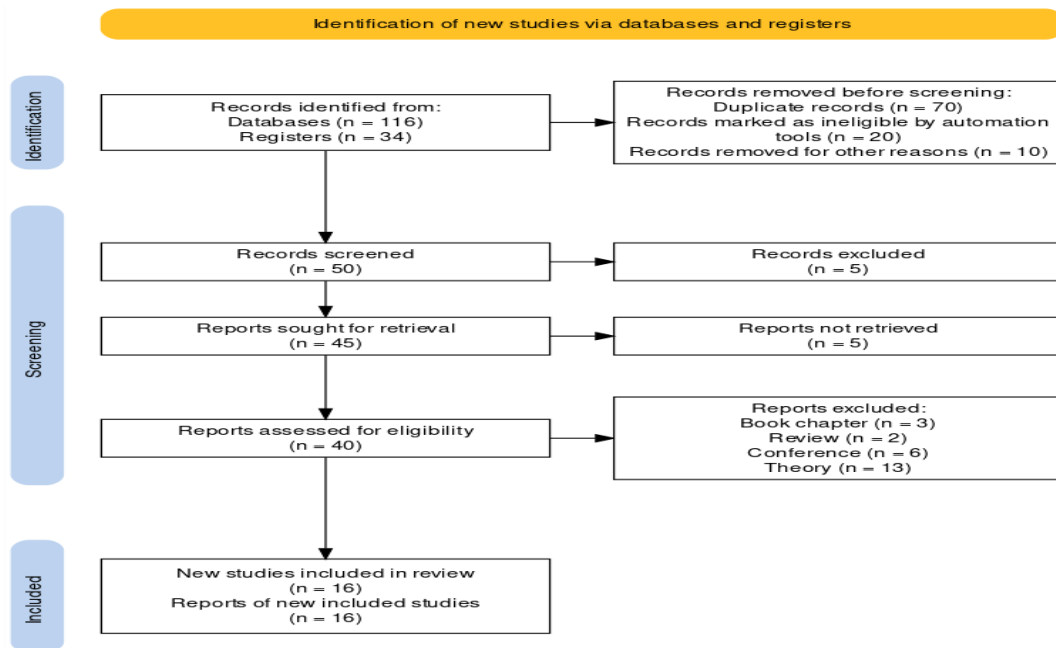 Identification of new studies via databases and registers
Identification
Records identified from:
Databases (n = 116)
Registers (n = 34)
Records removed before screening:
Duplicate records (n = 70)
Records marked as ineligible by automation
tools (n = 20)
Records removed for other reasons (n = 10)
Screening
Records screened
(n = 50)
Records excluded
(n = 5)
Reports sought for retrieval
(n = 45)
Reports not retrieved
(n = 5)
Reports assessed for eligibility
(n = 40)
Reports excluded:
Book chapter (n = 3)
Review (n = 2)
Conference (n = 6)
Theory (n = 13)
Included
New studies included in review
(n = 16)
Reports of new included studies
(n = 16)